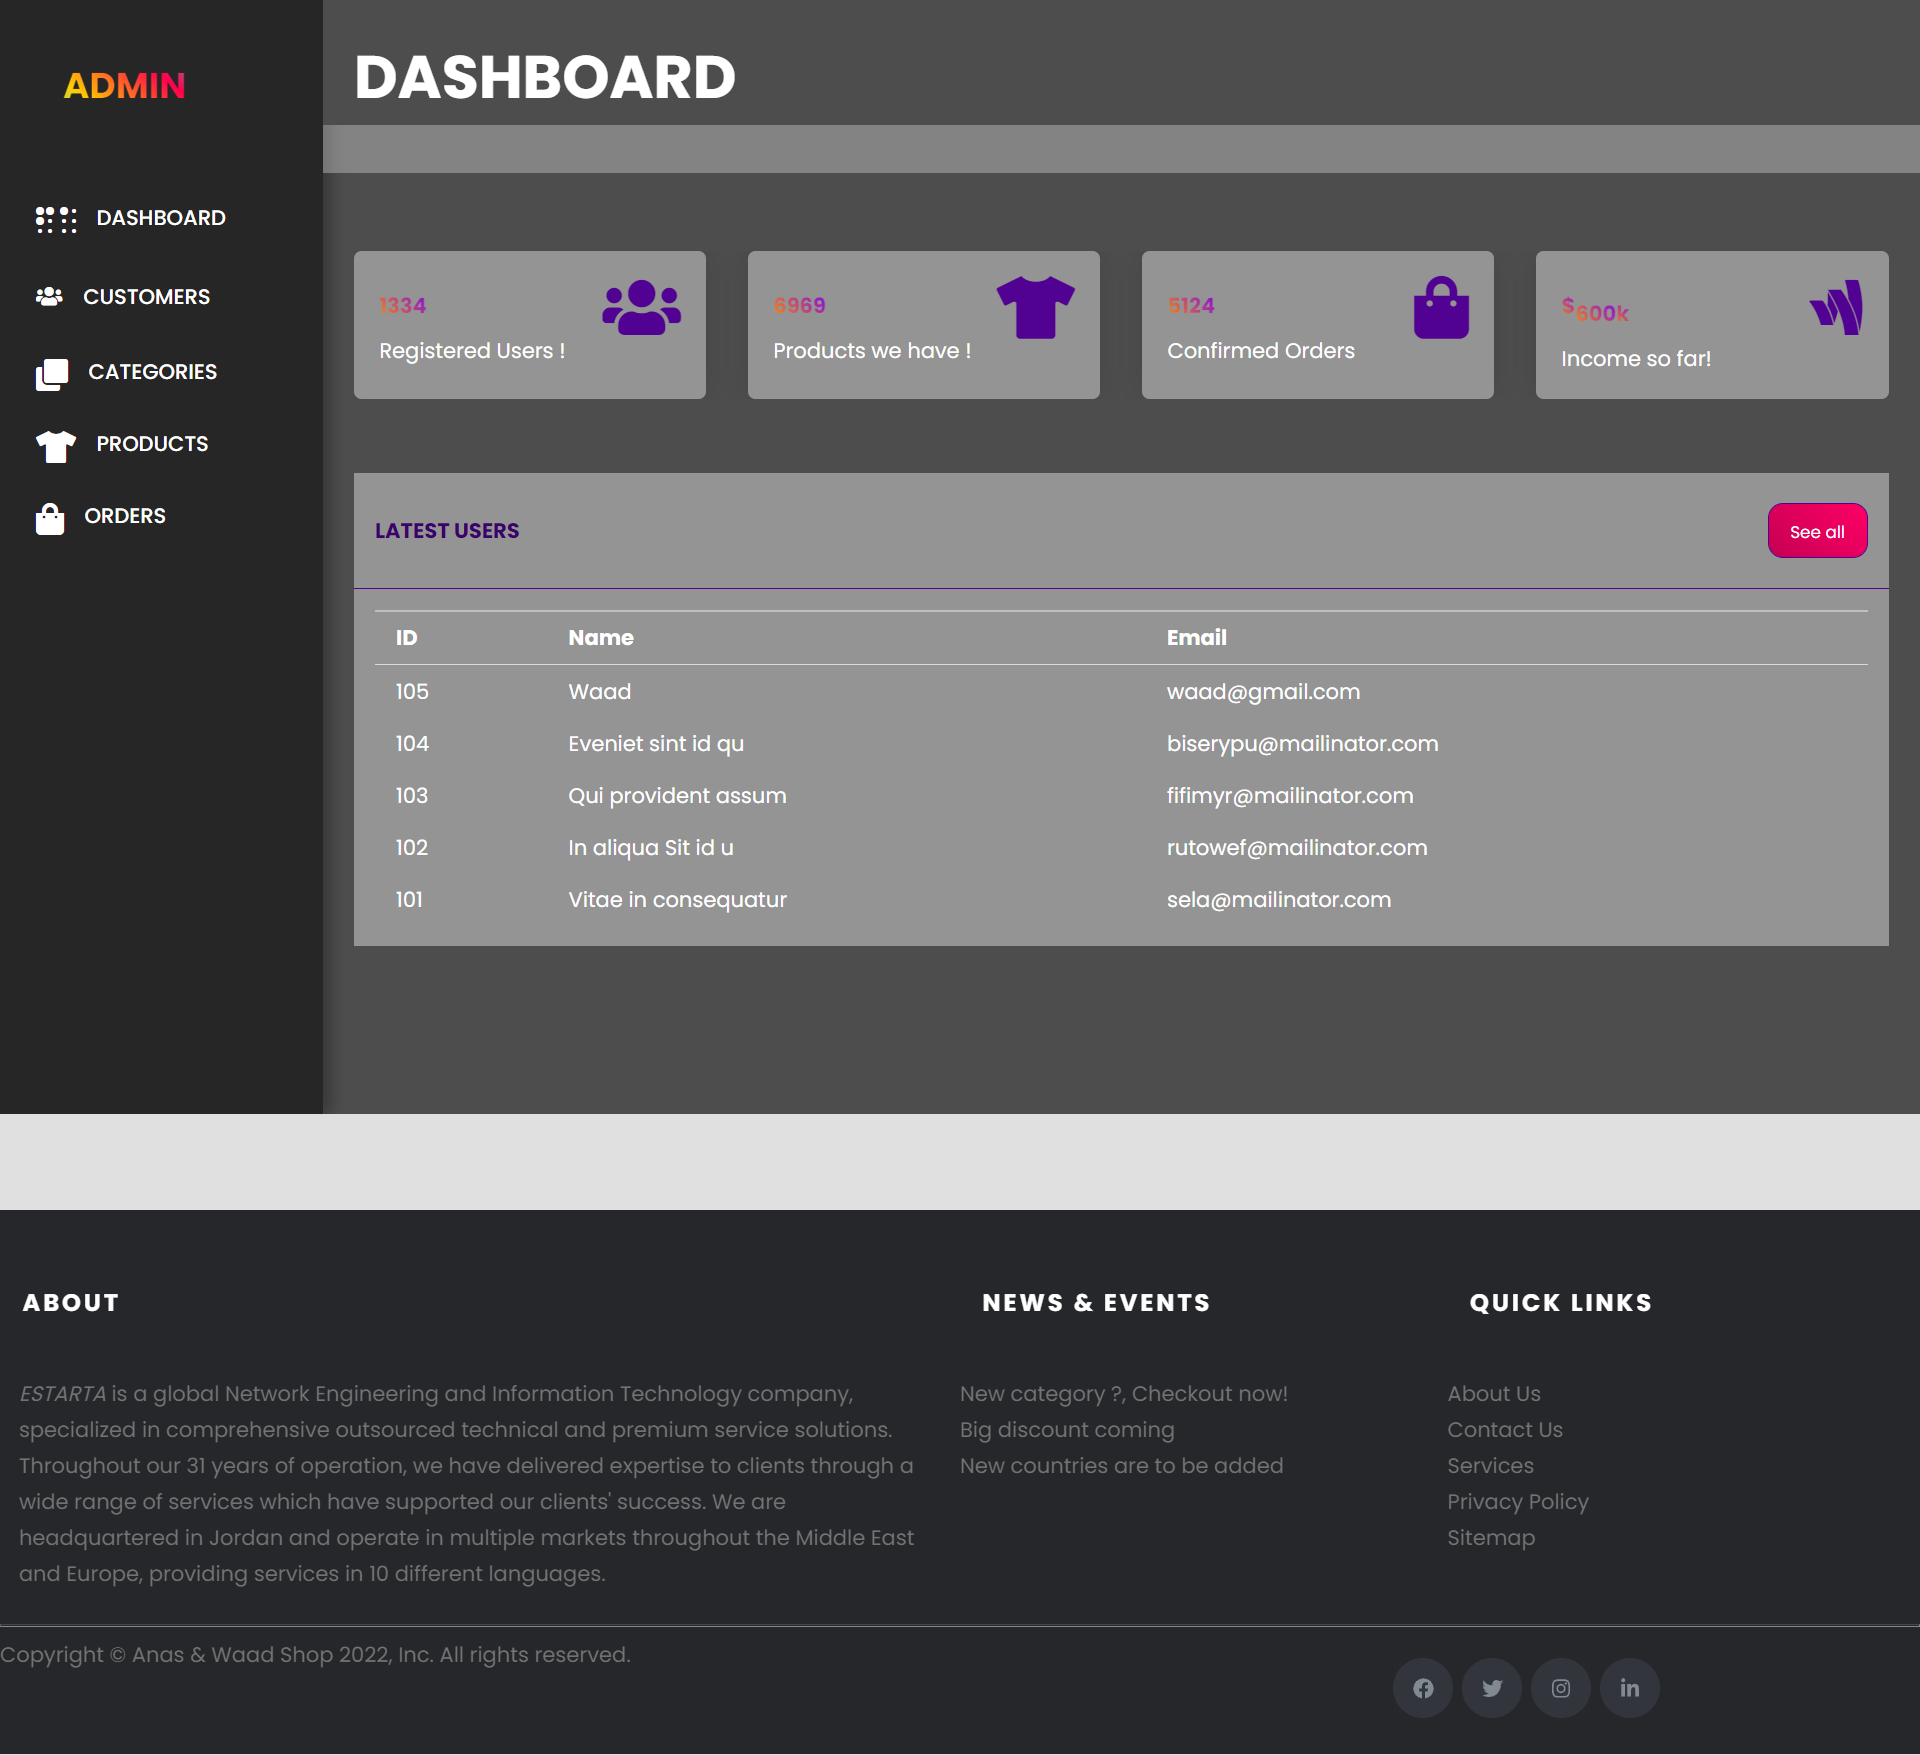 ADMIN
DASHBOARD
CUSTOMERS
CATEGORIES
PRODUCTS
ORDERS
DASHBOARD
1334
Registered Users !
6969
Products we have !
5124
Confirmed Orders
$600k
Income so far!
LATEST USERS
See all
ID Name Email
105 Waad waad@gmail.com
104 Eveniet sint id qu biserypu@mailinator.com
103 Qui provident assum fifimyr@mailinator.com
102 In aliqua Sit id u rutowef@mailinator.com
101 Vitae in consequatur sela@mailinator.com
ABOUT
ESTARTA is a global Network Engineering and Information Technology company,
specialized in comprehensive outsourced technical and premium service solutions.
Throughout our 31 years of operation, we have delivered expertise to clients through a
wide range of services which have supported our clients' success. We are
headquartered in Jordan and operate in multiple markets throughout the Middle East
and Europe, providing services in 10 different languages.
NEWS & EVENTS
New category ?, Checkout now!
Big discount coming
New countries are to be added
QUICK LINKS
About Us
Contact Us
Services
Privacy Policy
Sitemap
Copyright © Anas & Waad Shop 2022, Inc. All rights reserved.